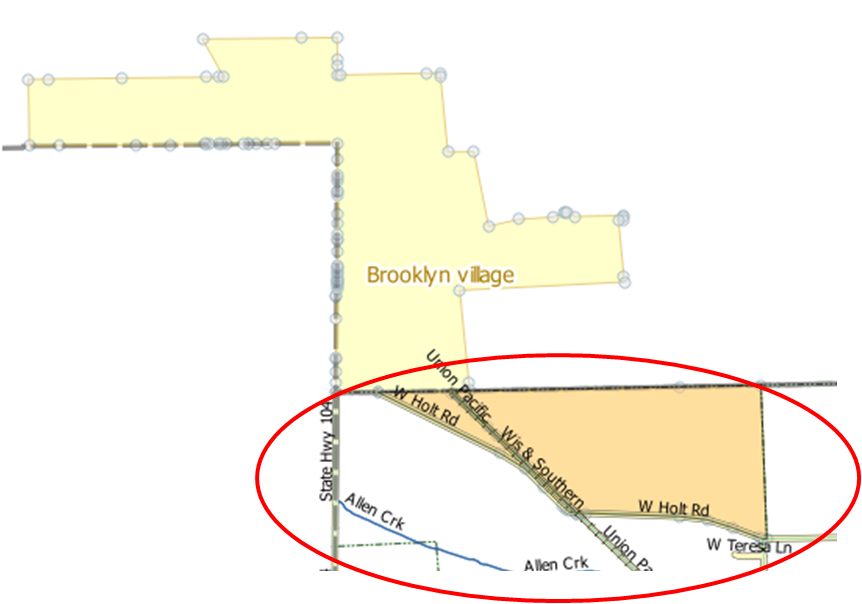 Brooklyn village
Union Pacific
W Holt Rd
State Hwy 104
Wis & Southern
Allen Crk
W Holt Rd
Union Pa
W Teresa Ln
Allen Crk